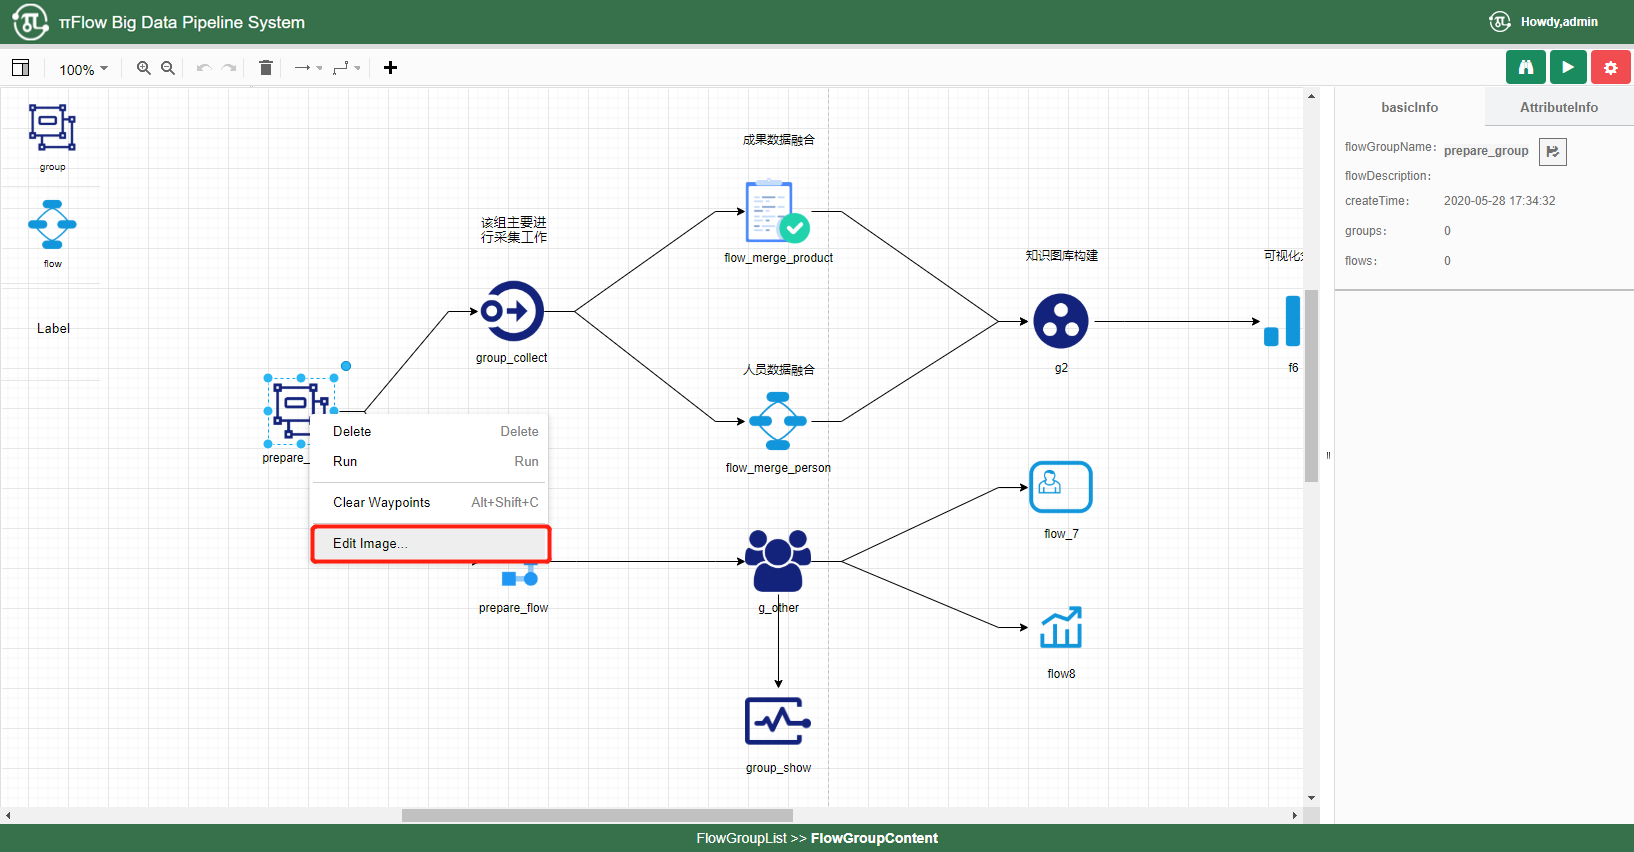 πFlow Big Data Pipeline System
Howdy,admin
100%
group
flow
Label
成果数据融合
该组主要进
行采集工作
flow_merge_product
知识图库构建
group_collect
人员数据融合
g2
f6
prepare_
Delete Delete
Run Run
Clear Waypoints Alt+Shift+C
Edit Image...
flow_merge_person
flow_7
prepare_flow
g_other
flow8
group_show
basicInfo AttributeInfo
flowGroupName: prepare_group
flowDescription:
createTime: 2020-05-28 17:34:32
groups: 0
flows: 0
FlowGroupList >> FlowGroupContent
可视化